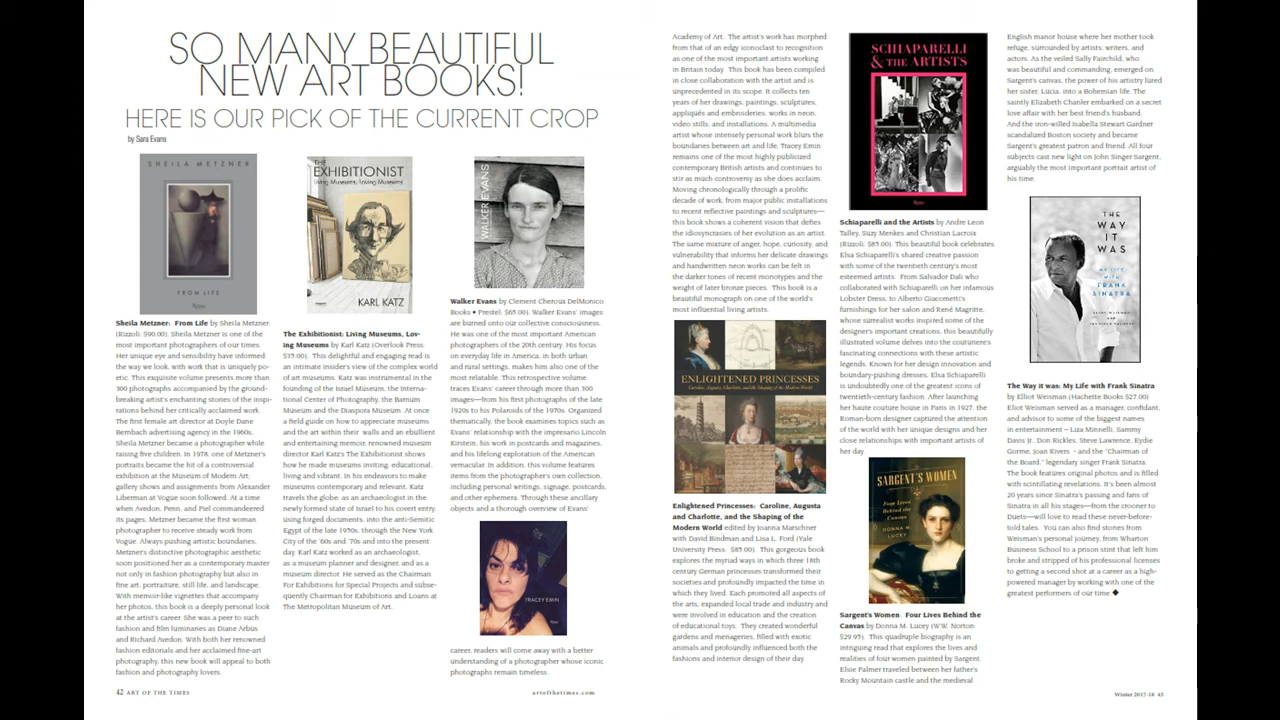 SO MANY BEAUTIFUL
NEW ART BOOKS!
HERE IS OUR PICK OF THE CURRENT CROP
by Sara Evans
SHEILA METZNER
FROM LIFE
Rizzoli
Sheila Metzner: From Life by Sheila Metzner
(Rizzoli: $90.00). Sheila Metzner is one of the
most important photographers of our times.
Her unique eye and sensibility have informed
the way we look, with work that is uniquely po-
etic. This exquisite volume presents more than
300 photographs accompanied by the ground-
breaking artist's enchanting stories of the inspi-
rations behind her critically acclaimed work
The first female art director at Doyle Dane
Bernbach advertising agency in the 1960s,
Sheila Metzner became a photographer while
raising five children. In 1978, one of Metzner's
portraits became the hit of a controversial
exhibition at the Museum of Modern Art;
gallery shows and assignments from Alexander
Liberman at Vogue soon followed. At a time
when Avedon, Penn, and Piel commandeered
its pages, Metzner became the first woman
photographer to receive steady work from
Vogue. Always pushing artistic boundaries,
Metzner's distinctive photographic aesthetic
soon positioned her as a contemporary master
not only in fashion photography but also in
fine art, portraiture, still life, and landscape.
With memoir-like vignettes that accompany
her photos, this book is a deeply personal look
at the artist's career. She was a peer to such
fashion and film luminaries as Diane Arbus
and Richard Avedon. With both her renowned
fashion editorials and her acclaimed fine-art
photography, this new book will appeal to both
fashion and photography lovers.
THE
EXHIBITIONIST
Living Museums, Loving Museums
KARL KATZ
The Exhibitionist: Living Museums, Lov-
ing Museums by Karl Katz (Overlook Press:
$35.00). This delightful and engaging read is
an intimate insider's view of the complex world
of art museums. Katz was instrumental in the
founding of the Israel Museum, the Interna-
tional Center of Photography, the Barnum
Museum and the Diaspora Museum. At once
a field guide on how to appreciate museums
and the art within their walls and an ebullient
and entertaining memoir, renowned museum
director Karl Katz's The Exhibitionist shows
how he made museums inviting, educational,
living and vibrant. In his endeavors to make
museums contemporary and relevant, Katz
travels the globe: as an archaeologist in the
newly formed state of Israel to his covert entry,
using forged documents, into the anti-Semitic
Egypt of the late 1950s, through the New York
City of the '60s and '70s and into the present
day. Karl Katz worked as an archaeologist,
as a museum planner and designer, and as a
museum director. He served as the Chairman
For Exhibitions for Special Projects and subse-
quently Chairman for Exhibitions and Loans at
The Metropolitan Museum of Art.
WALKER EVANS
Walker Evans by Clement Cheroux DelMonico
Books • Prestel: $65.00). Walker Evans' images
are burned onto our collective consciousness.
He was one of the most important American
photographers of the 20th century. His focus
on everyday life in America, in both urban
and rural settings, makes him also one of the
most relatable. This retrospective volume
traces Evans' career through more than 300
images—from his first photographs of the late
1920s to his Polaroids of the 1970s. Organized
thematically, the book examines topics such as
Evans' relationship with the impresario Lincoln
Kirstein, his work in postcards and magazines,
and his lifelong exploration of the American
vernacular. In addition, this volume features
items from the photographer's own collection,
including personal writings, signage, postcards,
and other ephemera. Through these ancillary
objects and a thorough overview of Evans'
TRACEY EMIN
career, readers will come away with a better
understanding of a photographer whose iconic
photographs remain timeless.
42 ART OF THE TIMES
artofthetimes.com
Academy of Art. The artist's work has morphed
from that of an edgy iconoclast to recognition
as one of the most important artists working
in Britain today. This book has been compiled
in close collaboration with the artist and is
unprecedented in its scope. It collects ten
years of her drawings, paintings, sculptures,
appliqués and embroideries, works in neon,
video stills, and installations. A multimedia
artist whose intensely personal work blurs the
boundaries between art and life, Tracey Emin
remains one of the most highly publicized
contemporary British artists and continues to
stir as much controversy as she does acclaim.
Moving chronologically through a prolific
decade of work, from major public installations
to recent reflective paintings and sculptures—
this book shows a coherent vision that defies
the idiosyncrasies of her evolution as an artist.
The same mixture of anger, hope, curiosity, and
vulnerability that informs her delicate drawings
and handwritten neon works can be felt in
the darker tones of recent monotypes and the
weight of later bronze pieces. This book is a
beautiful monograph on one of the world's
most influential living artists.
ENLIGHTENED PRINCESSES
Caroline, Augusta, Charlotte, and the Shaping of the Modern World
Enlightened Princesses: Caroline, Augusta
and Charlotte, and the Shaping of the
Modern World edited by Joanna Marschner
with David Bindman and Lisa L. Ford (Yale
University Press: $85.00). This gorgeous book
explores the myriad ways in which three 18th
century German princesses transformed their
societies and profoundly impacted the time in
which they lived. Each promoted all aspects of
the arts, expanded local trade and industry and
were involved in education and the creation
of educational toys. They created wonderful
gardens and menageries, filled with exotic
animals and profoundly influenced both the
fashions and interior design of their day.
SCHIAPARELLI
& THE ARTISTS
Rizzoli
Schiaparelli and the Artists by Andre Leon
Talley, Suzy Menkes and Christian Lacroix
(Rizzoli: $85.00). This beautiful book celebrates
Elsa Schiaparelli's shared creative passion
with some of the twentieth century's most
esteemed artists. From Salvador Dalí who
collaborated with Schiaparelli on her infamous
Lobster Dress, to Alberto Giacometti's
furnishings for her salon and René Magritte,
whose surrealist works inspired some of the
designer's important creations, this beautifully
illustrated volume delves into the couturiere's
fascinating connections with these artistic
legends. Known for her design innovation and
boundary-pushing dresses, Elsa Schiaparelli
is undoubtedly one of the greatest icons of
twentieth-century fashion. After launching
her haute couture house in Paris in 1927, the
Roman-born designer captured the attention
of the world with her unique designs and her
close relationships with important artists of
her day.
SARGENT'S WOMEN
Four Lives
Behind the
Canvas
DONNA M.
LUCEY
Sargent's Women: Four Lives Behind the
Canvas by Donna M. Lucey (W.W. Norton:
$29.95). This quadruple biography is an
intriguing read that explores the lives and
realities of four women painted by Sargent.
Elsie Palmer traveled between her father's
Rocky Mountain castle and the medieval
English manor house where her mother took
refuge, surrounded by artists, writers, and
actors. As the veiled Sally Fairchild, who
was beautiful and commanding, emerged on
Sargent's canvas, the power of his artistry lured
her sister, Lucia, into a Bohemian life. The
saintly Elizabeth Chanler embarked on a secret
love affair with her best friend's husband.
And the iron-willed Isabella Stewart Gardner
scandalized Boston society and became
Sargent's greatest patron and friend. All four
subjects cast new light on John Singer Sargent,
arguably the most important portrait artist of
his time.
THE
WAY
IT
WAS
MY LIFE
WITH
FRANK
SINATRA
The Way it was: My Life with Frank Sinatra
by Elliot Weisman (Hachette Books $27.00)
Eliot Weisman served as a manager, confidant,
and advisor to some of the biggest names
in entertainment – Liza Minnelli, Sammy
Davis Jr., Don Rickles, Steve Lawrence, Eydie
Gorme, Joan Rivers - and the "Chairman of
the Board," legendary singer Frank Sinatra.
The book features original photos and is filled
with scintillating revelations. It's been almost
20 years since Sinatra's passing and fans of
Sinatra in all his stages—from the crooner to
Duets—will love to read these never-before-
told tales. You can also find stories from
Weisman's personal journey, from Wharton
Business School to a prison stint that left him
broke and stripped of his professional licenses
to getting a second shot at a career as a high-
powered manager by working with one of the
greatest performers of our time ◆
Winter 2017-18 43